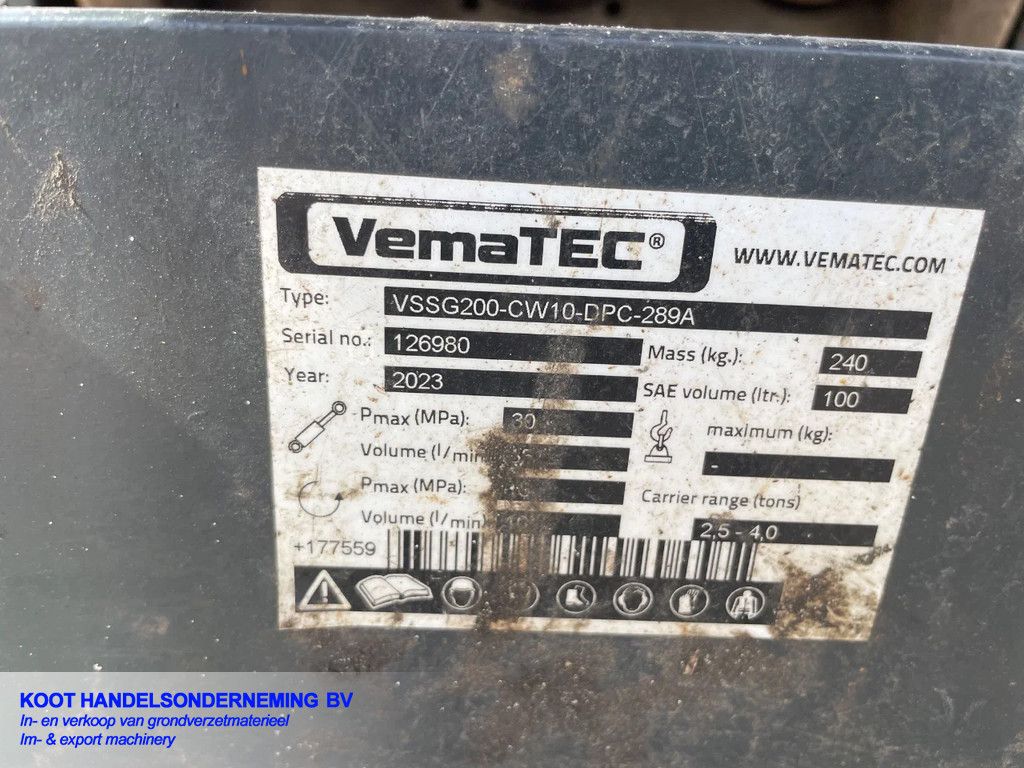 VemaTEC®
WWW.VEMATEC.COM
Type: VSSG200-CW10-DPC-289A
Serial no.: 126980
Mass (kg.): 240
Year: 2023
SAE volume (ltr.): 100
Pmax (MPa): 30
maximum (kg):
Volume (l/min)
-
Pmax (MPa):
Carrier range (tons)
Volume (l/min)
2,5 - 4,0
+177559
KOOT HANDELSONDERNEMING BV
In- en verkoop van grondverzetmaterieel
Im- & export machinery